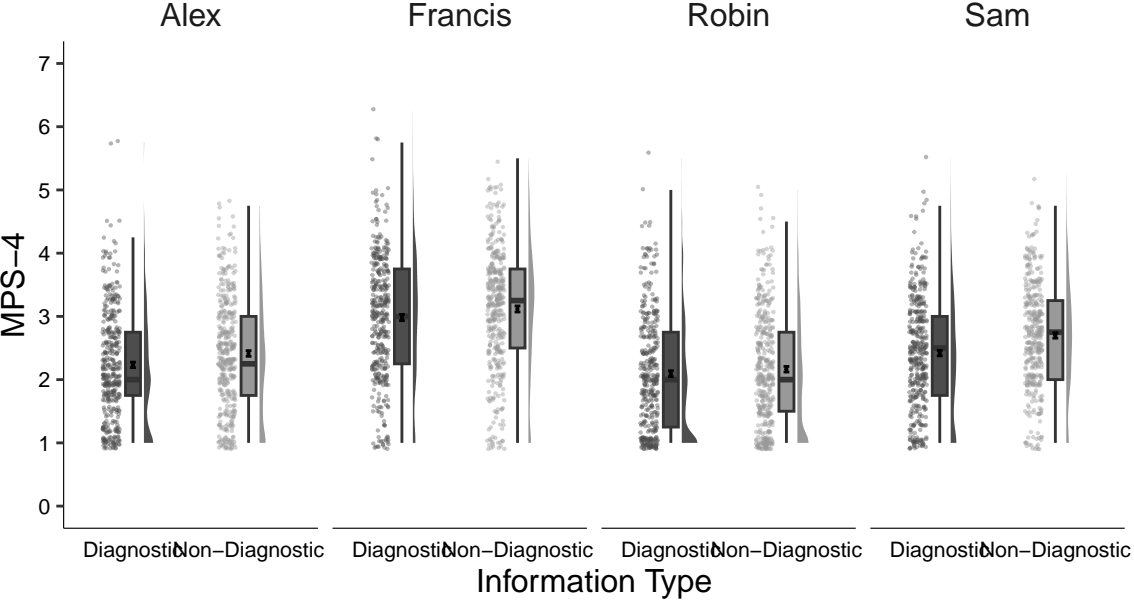 Alex Francis Robin Sam
7
6
5
4
3
2
1
0
MPS−4
Diagnostic Non−Diagnostic Diagnostic Non−Diagnostic Diagnostic Non−Diagnostic Diagnostic Non−Diagnostic
Information Type